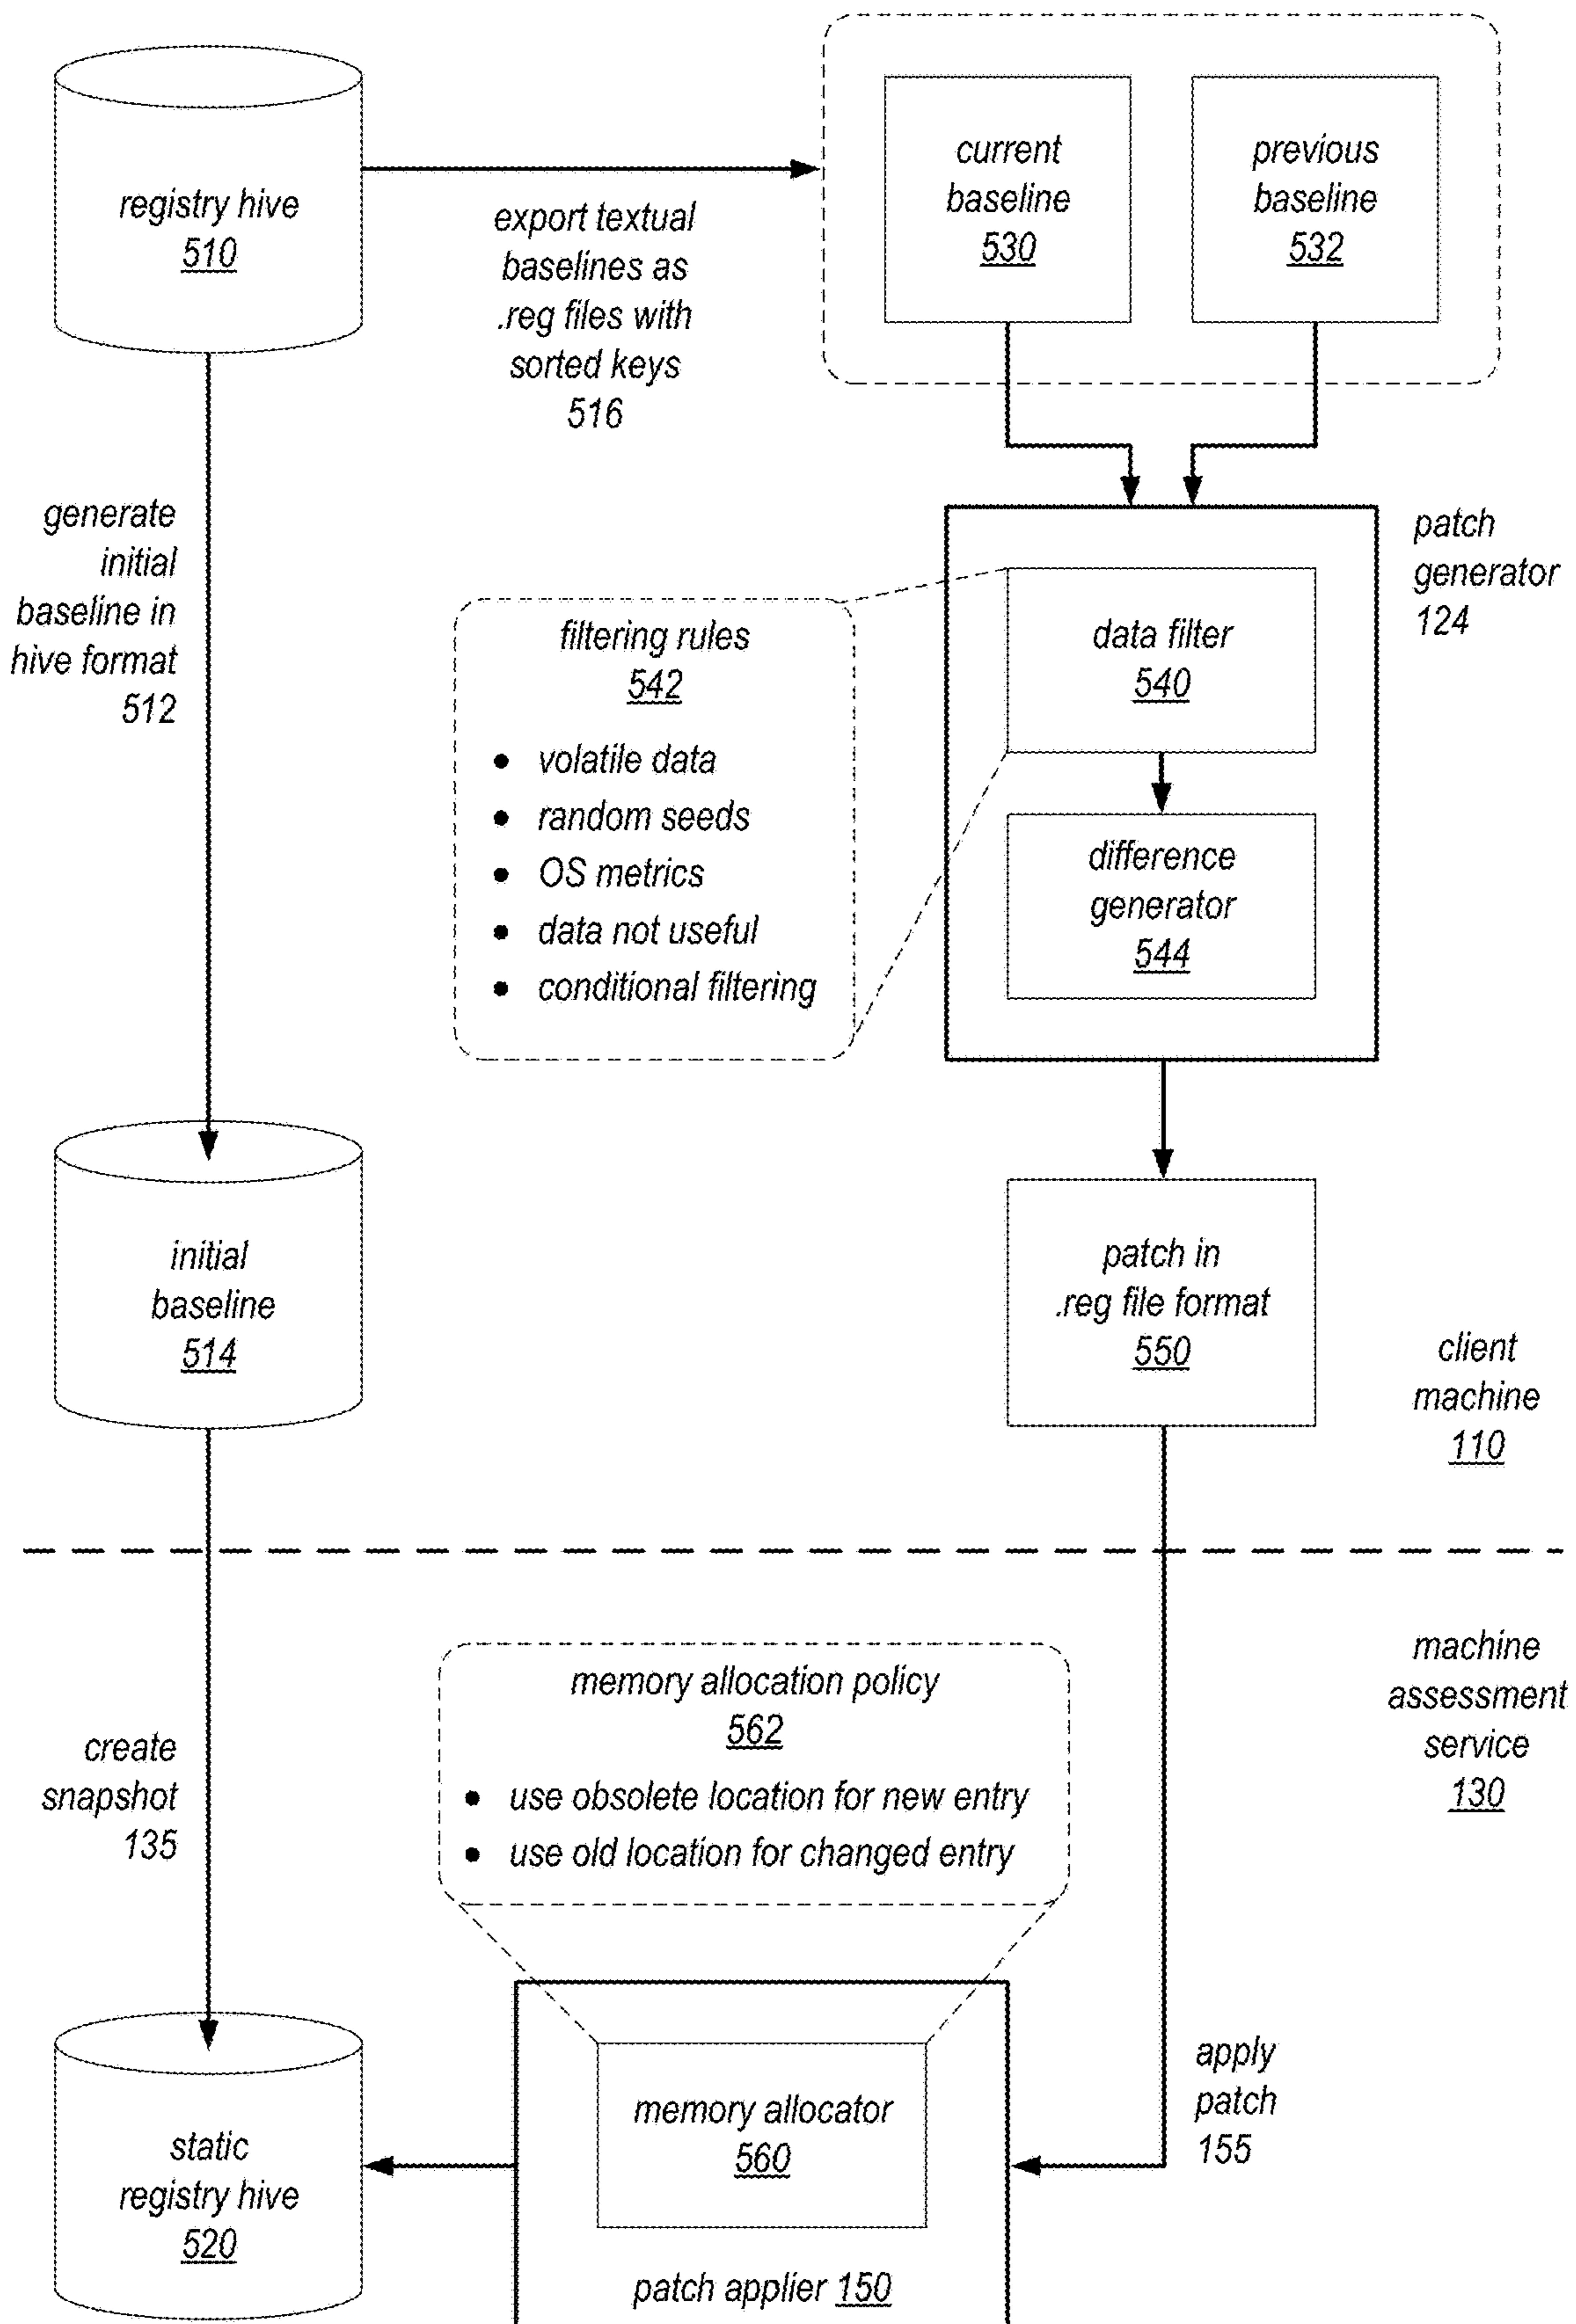 registry hive
510
export textual
baselines as
.reg files with
sorted keys
516
current
baseline
530
previous
baseline
532
generate
initial
baseline in
hive format
512
patch
generator
124
filtering rules
542
• volatile data
• random seeds
• OS metrics
• data not useful
• conditional filtering
data filter
540
difference
generator
544
initial
baseline
514
patch in
.reg file format
550
client
machine
110
machine
assessment
service
130
create
snapshot
135
memory allocation policy
562
• use obsolete location for new entry
• use old location for changed entry
static
registry hive
520
memory allocator
560
patch applier 150
apply
patch
155